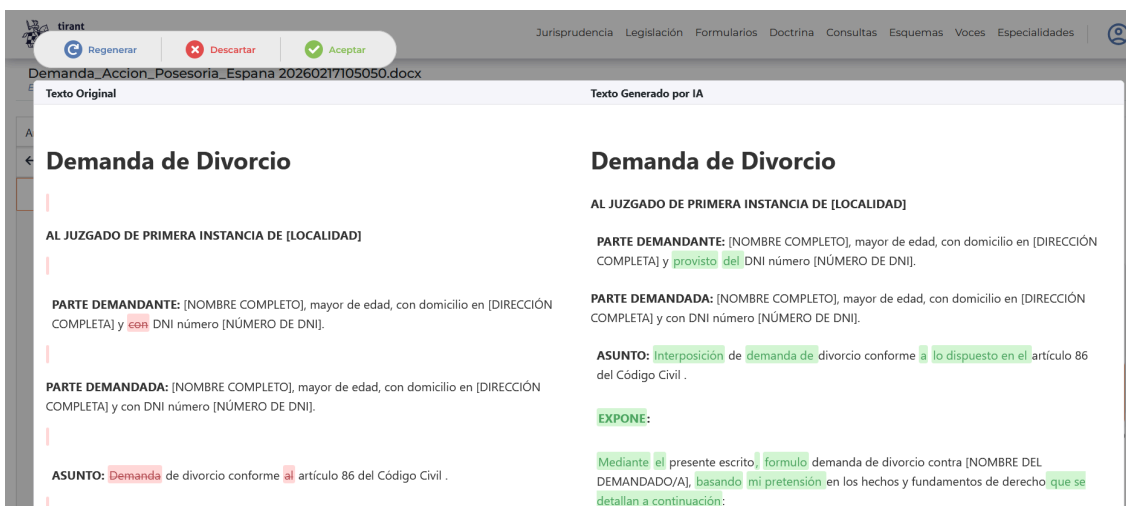 tirant
Jurisprudencia Legislación Formularios Doctrina Consultas Esquemas Voces Especialidades
Regenerar Descartar Aceptar
Demanda_Accion_Posesoria_Espana 20260217105050.docx
Texto Original
Texto Generado por IA
Demanda de Divorcio
AL JUZGADO DE PRIMERA INSTANCIA DE [LOCALIDAD]
PARTE DEMANDANTE: [NOMBRE COMPLETO], mayor de edad, con domicilio en [DIRECCIÓN
COMPLETA] y con DNI número [NÚMERO DE DNI].
PARTE DEMANDADA: [NOMBRE COMPLETO], mayor de edad, con domicilio en [DIRECCIÓN
COMPLETA] y con DNI número [NÚMERO DE DNI].
ASUNTO: Demanda de divorcio conforme al artículo 86 del Código Civil .
Demanda de Divorcio
AL JUZGADO DE PRIMERA INSTANCIA DE [LOCALIDAD]
PARTE DEMANDANTE: [NOMBRE COMPLETO], mayor de edad, con domicilio en [DIRECCIÓN
COMPLETA] y provisto del DNI número [NÚMERO DE DNI].
PARTE DEMANDADA: [NOMBRE COMPLETO], mayor de edad, con domicilio en [DIRECCIÓN
COMPLETA] y con DNI número [NÚMERO DE DNI].
ASUNTO: Interposición de demanda de divorcio conforme a lo dispuesto en el artículo 86
del Código Civil .
EXPONE:
Mediante el presente escrito, formulo demanda de divorcio contra [NOMBRE DEL
DEMANDADO/A], basando mi pretensión en los hechos y fundamentos de derecho que se
detallan a continuación: